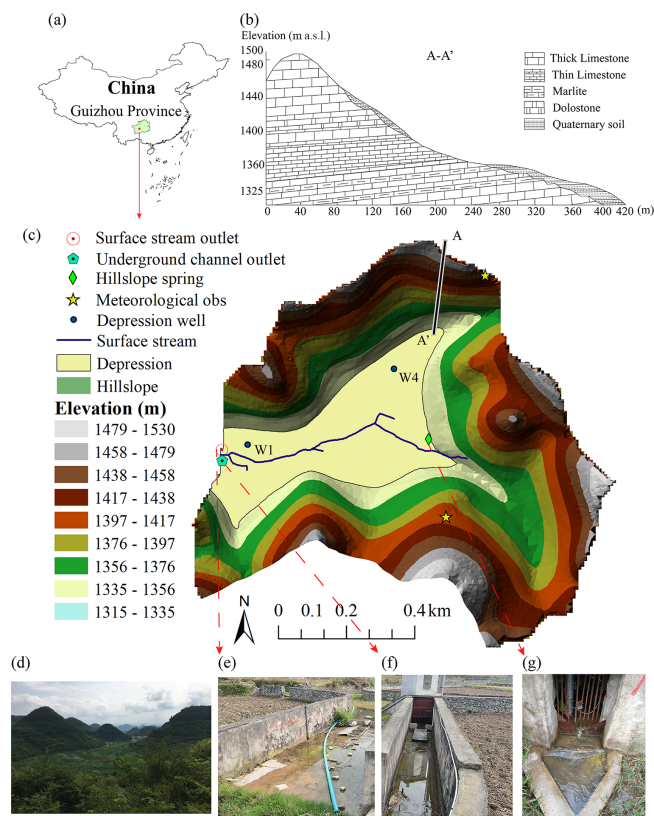 (a)
China
Guizhou Province
(b)
Elevation (m a.s.l.)
A-A’
1500
1480
1440
1400
1360
1325
0 40 80 120 160 200 240 280 320 360 400 420 (m)
Thick Limestone
Thin Limestone
Marlite
Dolostone
Quaternary soil
(c)
Surface stream outlet
Underground channel outlet
Hillslope spring
Meteorological obs
Depression well
Surface stream
Depression
Hillslope
Elevation (m)
1479 - 1530
1458 - 1479
1438 - 1458
1417 - 1438
1397 - 1417
1376 - 1397
1356 - 1376
1335 - 1356
1315 - 1335
A
A’
W4
W1
N
0 0.1 0.2 0.4 km
(d)
(e)
(f)
(g)